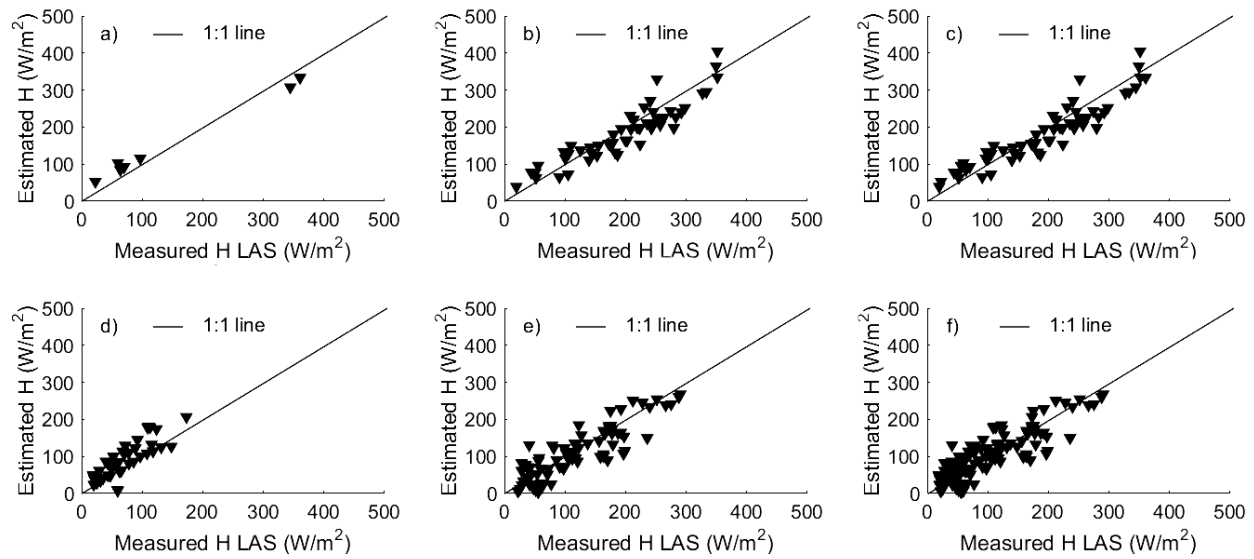 a) 1:1 line
Estimated H (W/m²)
500
400
300
200
100
0
0 100 200 300 400 500
Measured H LAS (W/m²)
b) 1:1 line
Estimated H (W/m²)
500
400
300
200
100
0
0 100 200 300 400 500
Measured H LAS (W/m²)
c) 1:1 line
Estimated H (W/m²)
500
400
300
200
100
0
0 100 200 300 400 500
Measured H LAS (W/m²)
d) 1:1 line
Estimated H (W/m²)
500
400
300
200
100
0
0 100 200 300 400 500
Measured H LAS (W/m²)
e) 1:1 line
Estimated H (W/m²)
500
400
300
200
100
0
0 100 200 300 400 500
Measured H LAS (W/m²)
f) 1:1 line
Estimated H (W/m²)
500
400
300
200
100
0
0 100 200 300 400 500
Measured H LAS (W/m²)